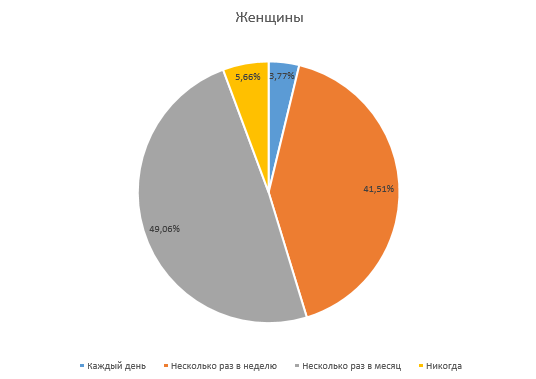 Женщины
5,66%
3,77%
41,51%
49,06%
Каждый день
Несколько раз в неделю
Несколько раз в месяц
Никогда